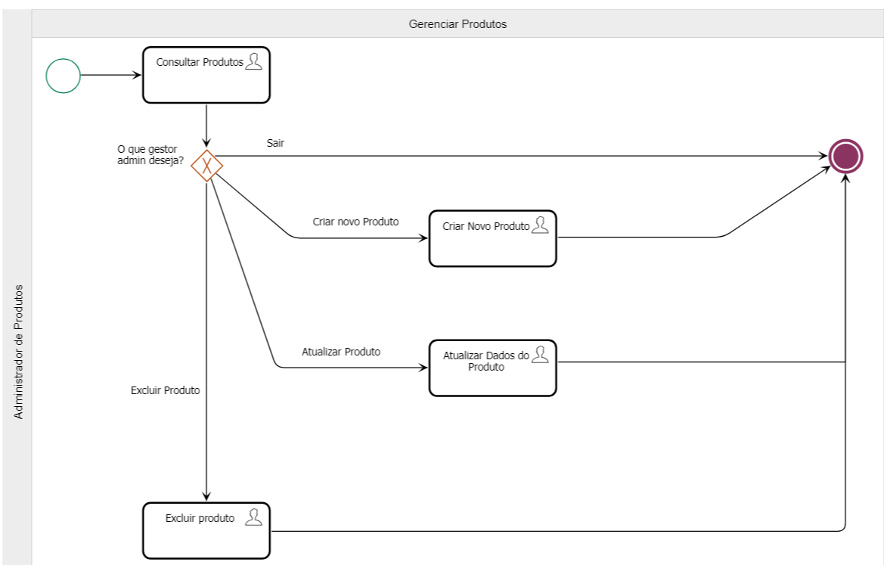 Gerenciar Produtos
Administrador de Produtos
Consultar Produtos
O que gestor
admin deseja?
Sair
Criar novo Produto
Criar Novo Produto
Atualizar Produto
Atualizar Dados do
Produto
Excluir Produto
Excluir produto